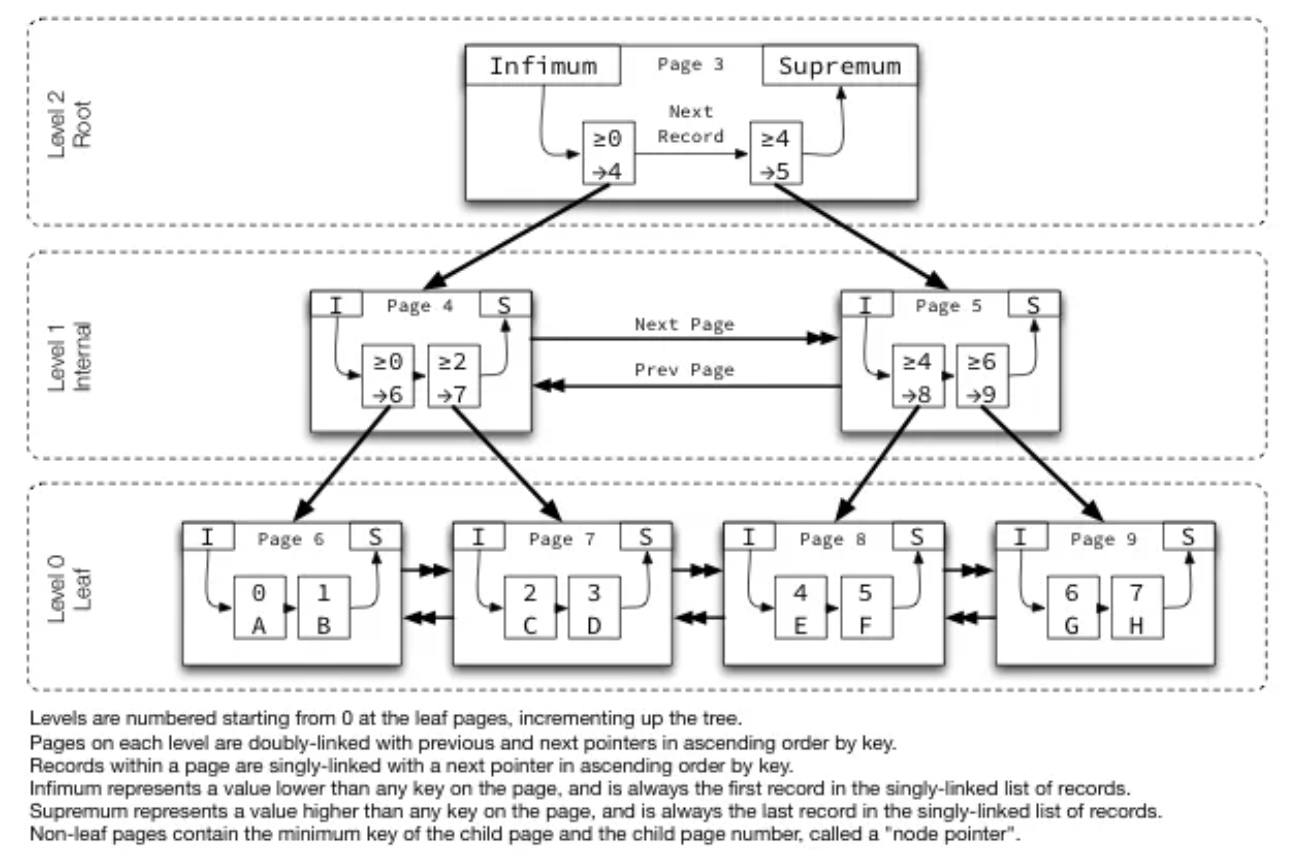 Level 2
Root
Infimum
Page 3
Supremum
Next
Record
≥0
→4
≥4
→5
Level 1
Internal
I
Page 4
S
≥0
→6
≥2
→7
Next Page
Prev Page
I
Page 5
S
≥4
→8
≥6
→9
Level 0
Leaf
I
Page 6
S
0
A
1
B
I
Page 7
S
2
C
3
D
I
Page 8
S
4
E
5
F
I
Page 9
S
6
G
7
H
Levels are numbered starting from 0 at the leaf pages, incrementing up the tree.
Pages on each level are doubly-linked with previous and next pointers in ascending order by key.
Records within a page are singly-linked with a next pointer in ascending order by key.
Infimum represents a value lower than any key on the page, and is always the first record in the singly-linked list of records.
Supremum represents a value higher than any key on the page, and is always the last record in the singly-linked list of records.
Non-leaf pages contain the minimum key of the child page and the child page number, called a "node pointer".